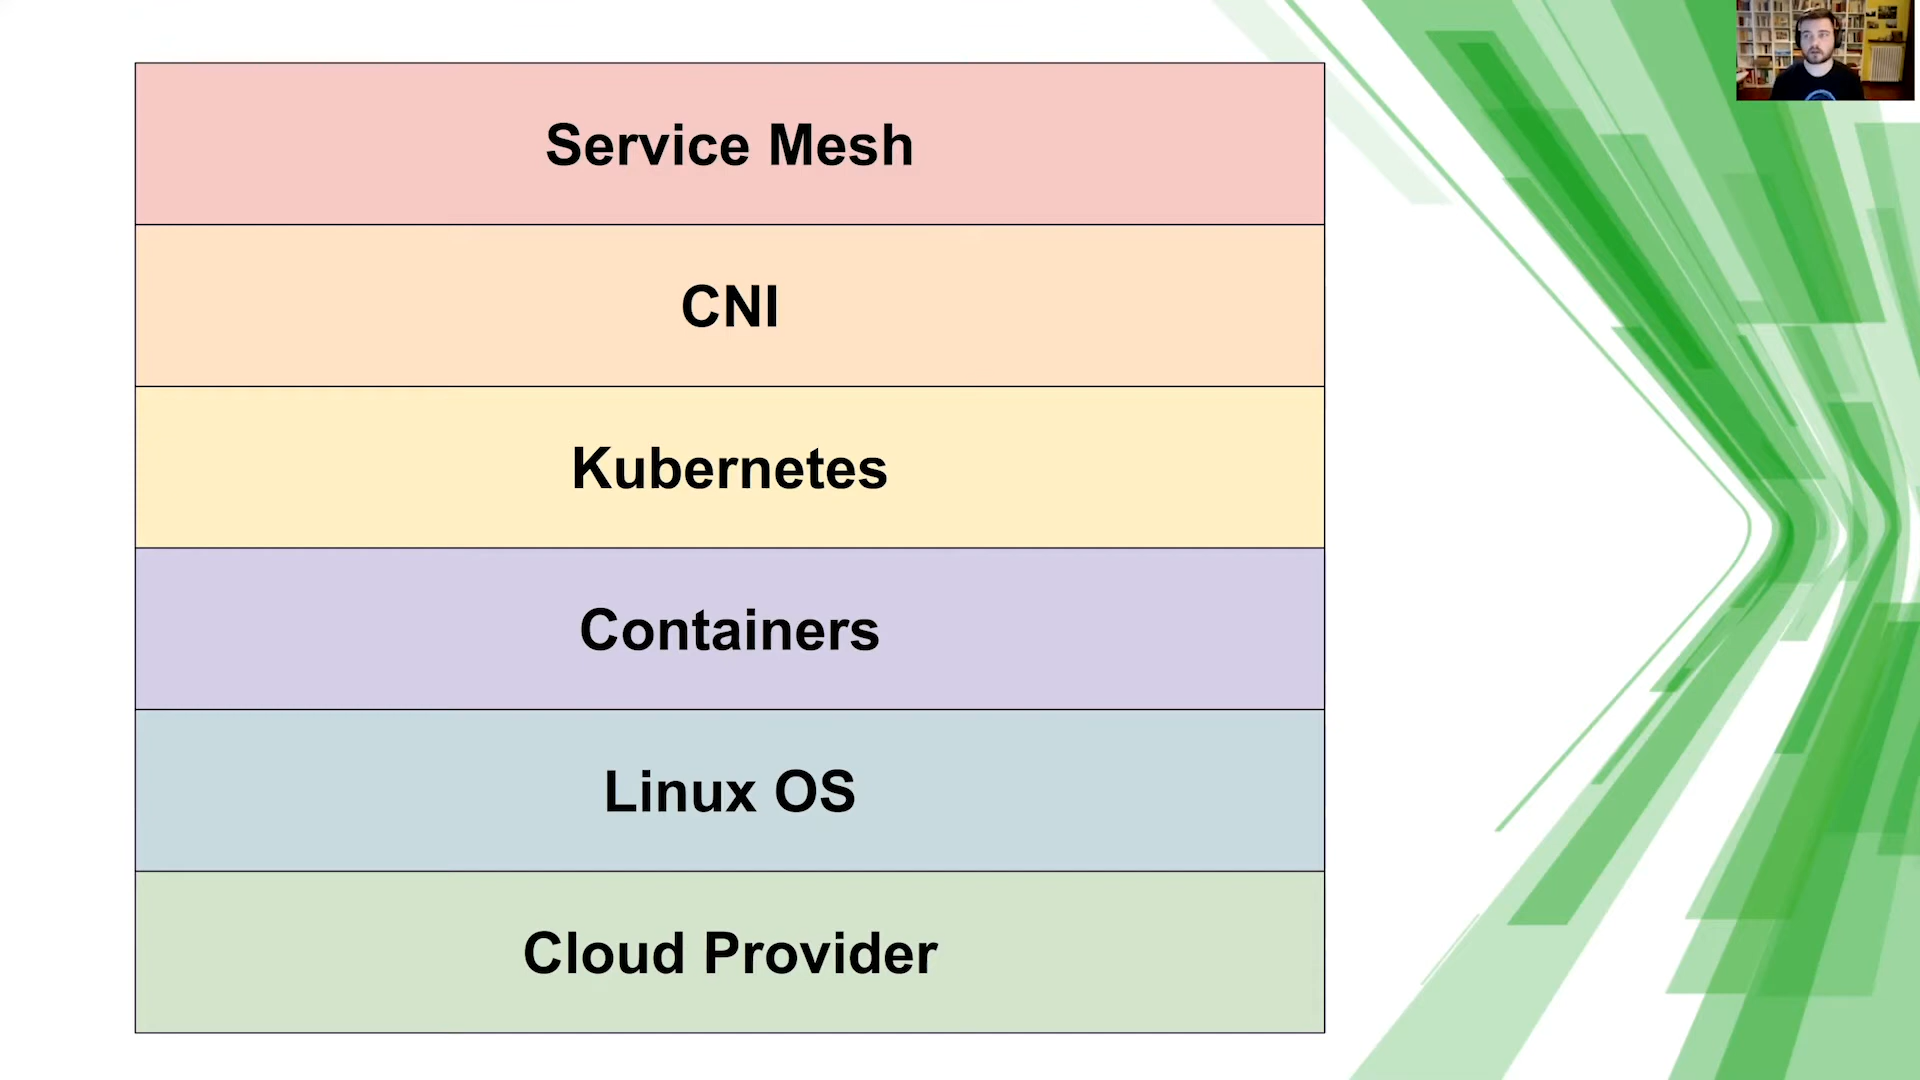 Service Mesh
CNI
Kubernetes
Containers
Linux OS
Cloud Provider